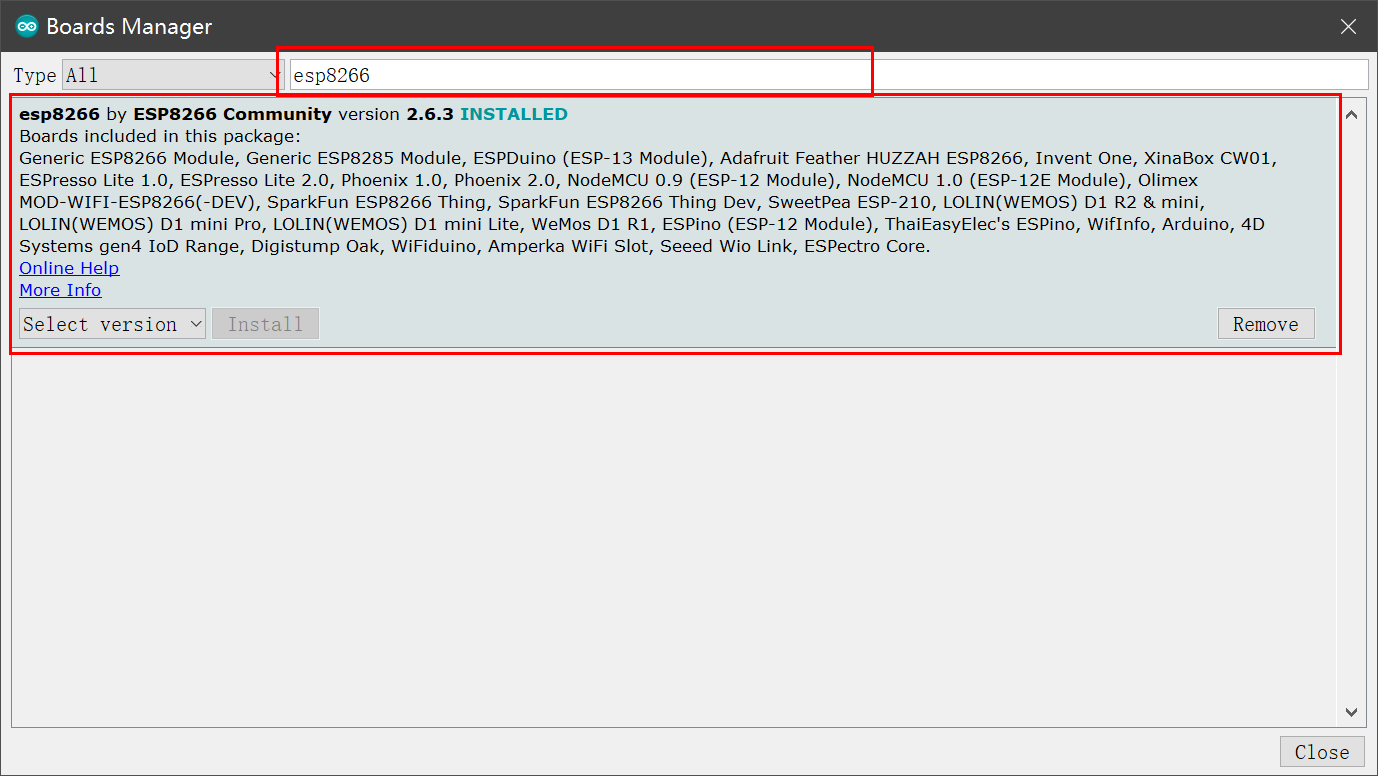 Boards Manager
Type All esp8266
esp8266 by ESP8266 Community version 2.6.3 INSTALLED
Boards included in this package:
Generic ESP8266 Module, Generic ESP8285 Module, ESPDuino (ESP-13 Module), Adafruit Feather HUZZAH ESP8266, Invent One, XinaBox CW01,
ESPresso Lite 1.0, ESPresso Lite 2.0, Phoenix 1.0, Phoenix 2.0, NodeMCU 0.9 (ESP-12 Module), NodeMCU 1.0 (ESP-12E Module), Olimex
MOD-WIFI-ESP8266(-DEV), SparkFun ESP8266 Thing, SparkFun ESP8266 Thing Dev, SweetPea ESP-210, LOLIN(WEMOS) D1 R2 & mini,
LOLIN(WEMOS) D1 mini Pro, LOLIN(WEMOS) D1 mini Lite, WeMos D1 R1, ESPino (ESP-12 Module), ThaiEasyElec's ESPino, WifInfo, Arduino, 4D
Systems gen4 IoD Range, Digistump Oak, WiFiduino, Amperka WiFi Slot, Seeed Wio Link, ESPectro Core.
Online Help
More Info
Select version Install Remove
Close